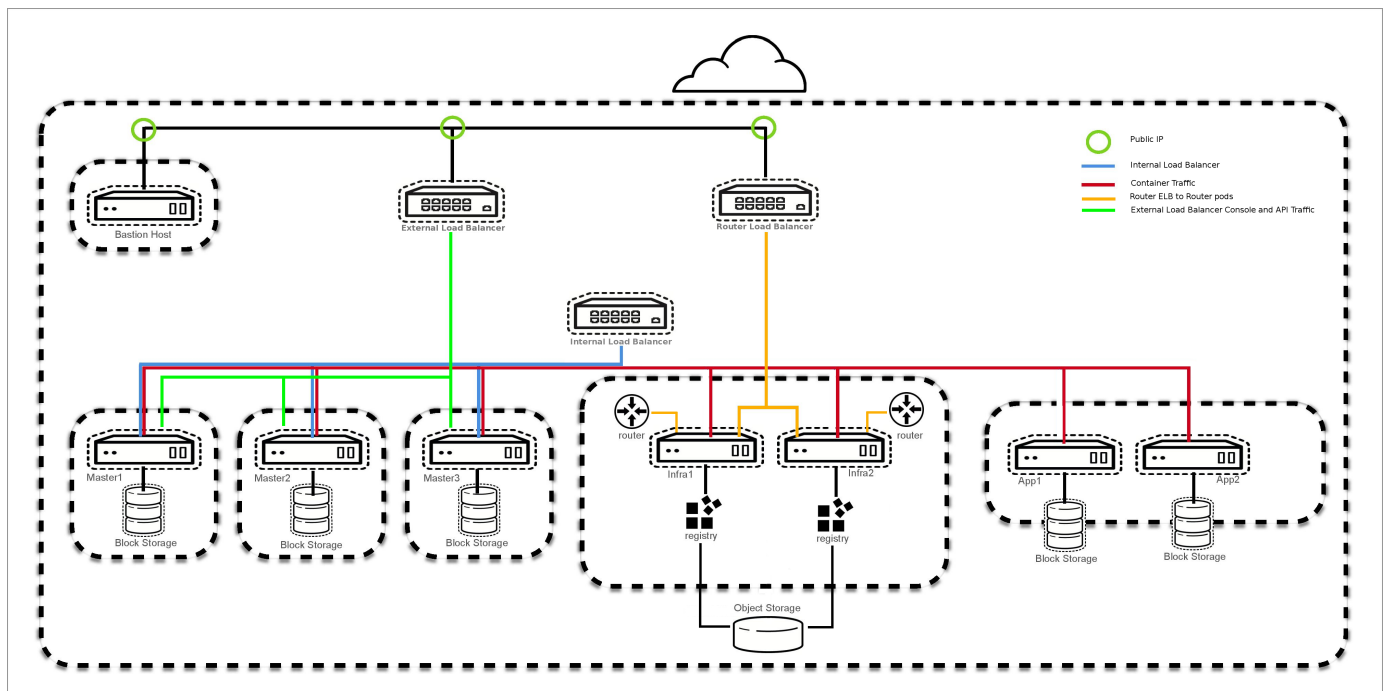 Public IP
Internal Load Balancer
Container Traffic
Router ELB to Router pods
External Load Balancer Console and API Traffic
Bastion Host
External Load Balancer
Router Load Balancer
Internal Load Balancer
router
router
Master1
Master2
Master3
Infra1
Infra2
App1
App2
Block Storage
Block Storage
Block Storage
registry
registry
Block Storage
Block Storage
Object Storage